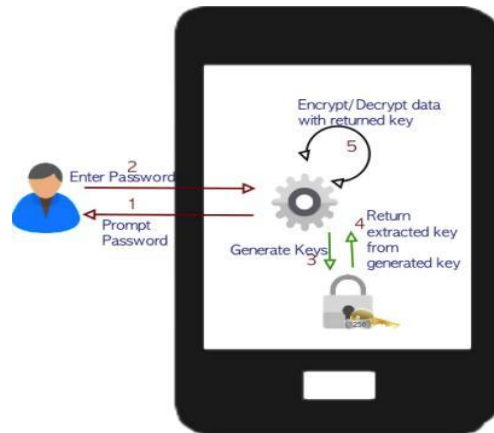 Encrypt/Decrypt data
with returned key
5
2
Enter Password
1
Prompt
Password
Generate Keys
3
4
Return
extracted key
from
generated key
256